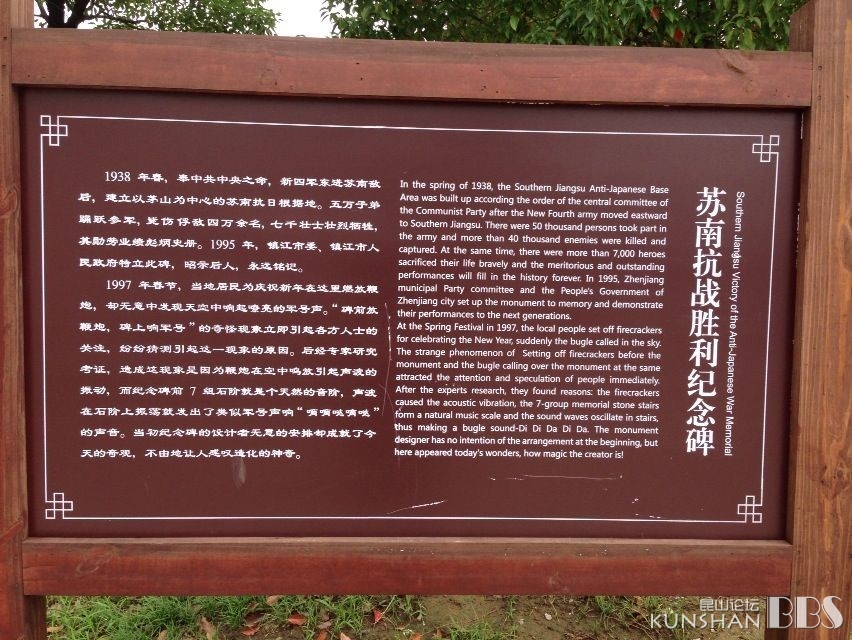 1938 年春，奉中共中央之命，新四军东进苏南敌
后，建立以茅山为中心的苏南抗日根据地。五万子弟
踊跃参军，毙伤俘敌四万余名，七千壮士壮烈牺牲，
其勋劳业绩彪炳史册。1995 年，镇江市委、镇江市人
民政府特立此碑，昭示后人，永远铭记。
1997 年春节，当地居民为庆祝新年在这里燃放鞭
炮，却无意中发现天空中响起嘹亮的军号声。“碑前放
鞭炮，碑上响军号”的奇怪现象立即引起各方人士的
关注，纷纷猜测引起这一现象的原因。后经专家研究
考证，造成这现象是因为鞭炮在空中鸣放引起声波的
振动，而纪念碑前 7 组石阶就是个天然的音阶，声波
在石阶上振荡就发出了类似军号声响“嘀嘀哒嘀哒”
的声音。当初纪念碑的设计者无意的安排却成就了今
天的奇观，不由地让人感叹造化的神奇。
In the spring of 1938, the Southern Jiangsu Anti-Japanese Base
Area was built up according the order of the central committee of
the Communist Party after the New Fourth army moved eastward
to Southern Jiangsu. There were 50 thousand persons took part in
the army and more than 40 thousand enemies were killed and
captured. At the same time, there were more than 7,000 heroes
sacrificed their life bravely and the meritorious and outstanding
performances will fill in the history forever. In 1995, Zhenjiang
municipal Party committee and the People's Government of
Zhenjiang city set up the monument to memory and demonstrate
their performances to the next generations.
At the Spring Festival in 1997, the local people set off firecrackers
for celebrating the New Year, suddenly the bugle called in the sky.
The strange phenomenon of Setting off firecrackers before the
monument and the bugle calling over the monument at the same
attracted the attention and speculation of people immediately.
After the experts research, they found reasons: the firecrackers
caused the acoustic vibration, the 7-group memorial stone stairs
form a natural music scale and the sound waves oscillate in stairs,
thus making a bugle sound-Di Di Da Di Da. The monument
designer has no intention of the arrangement at the beginning, but
here appeared today's wonders, how magic the creator is!
苏南抗战胜利纪念碑
Southern Jiangsu Victory of the Anti-Japanese War Memorial
昆山论坛
KUNSHAN BBS